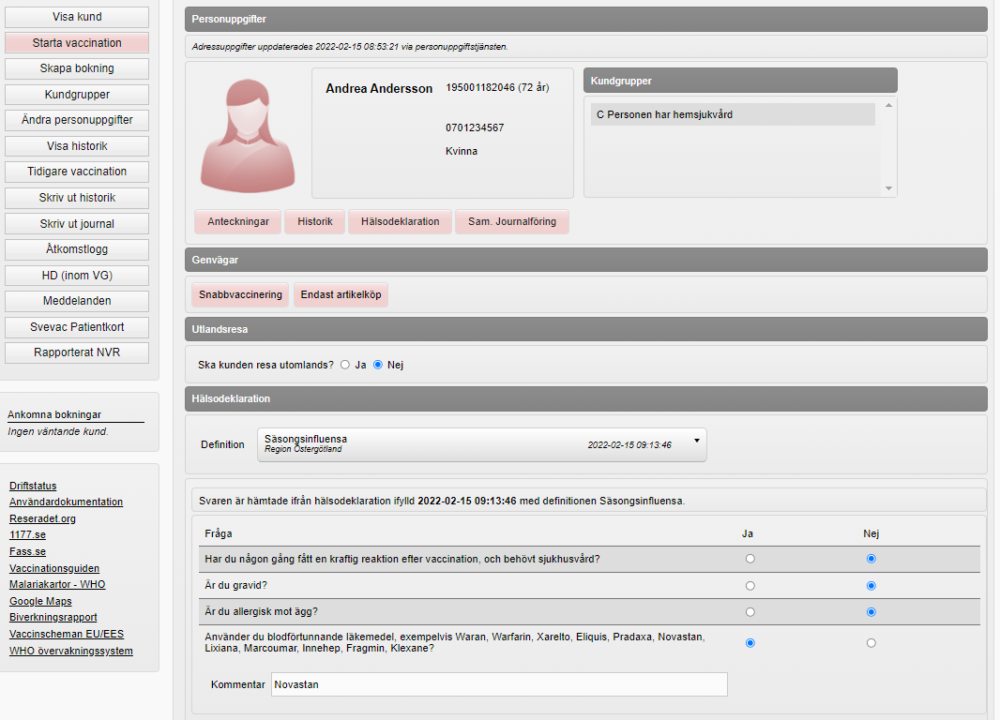 Visa kund
Starta vaccination
Skapa bokning
Kundgrupper
Ändra personuppgifter
Visa historik
Tidigare vaccination
Skriv ut historik
Skriv ut journal
Åtkomstlogg
HD (inom VG)
Meddelanden
Svevac Patientkort
Rapporterat NVR
Ankomna bokningar
Ingen väntande kund.
Driftstatus
Användardokumentation
Reseradet.org
1177.se
Fass.se
Vaccinationsguiden
Malariakartor - WHO
Google Maps
Biverkningsrapport
Vaccinscheman EU/EES
WHO övervakningssystem
Personuppgifter
Adressuppgifter uppdaterades 2022-02-15 08:53:21 via personuppgiftstjänsten.
Andrea Andersson 195001182046 (72 år)
0701234567
Kvinna
Kundgrupper
C Personen har hemsjukvård
Anteckningar Historik Hälsodeklaration Sam. Journalföring
Genvägar
Snabbvaccinering Endast artikelköp
Utlandsresa
Ska kunden resa utomlands? Ja Nej
Hälsodeklaration
Definition Säsongsinfluensa 2022-02-15 09:13:46
Region Östergötland
Svaren är hämtade ifrån hälsodeklaration ifylld 2022-02-15 09:13:46 med definitionen Säsongsinfluensa.
Fråga Ja Nej
Har du någon gång fått en kraftig reaktion efter vaccination, och behövt sjukhusvård?
Är du gravid?
Är du allergisk mot ägg?
Använder du blodförtunnande läkemedel, exempelvis Waran, Warfarin, Xarelto, Eliquis, Pradaxa, Novastan,
Lixiana, Marcoumar, Innehep, Fragmin, Klexane?
Kommentar Novastan